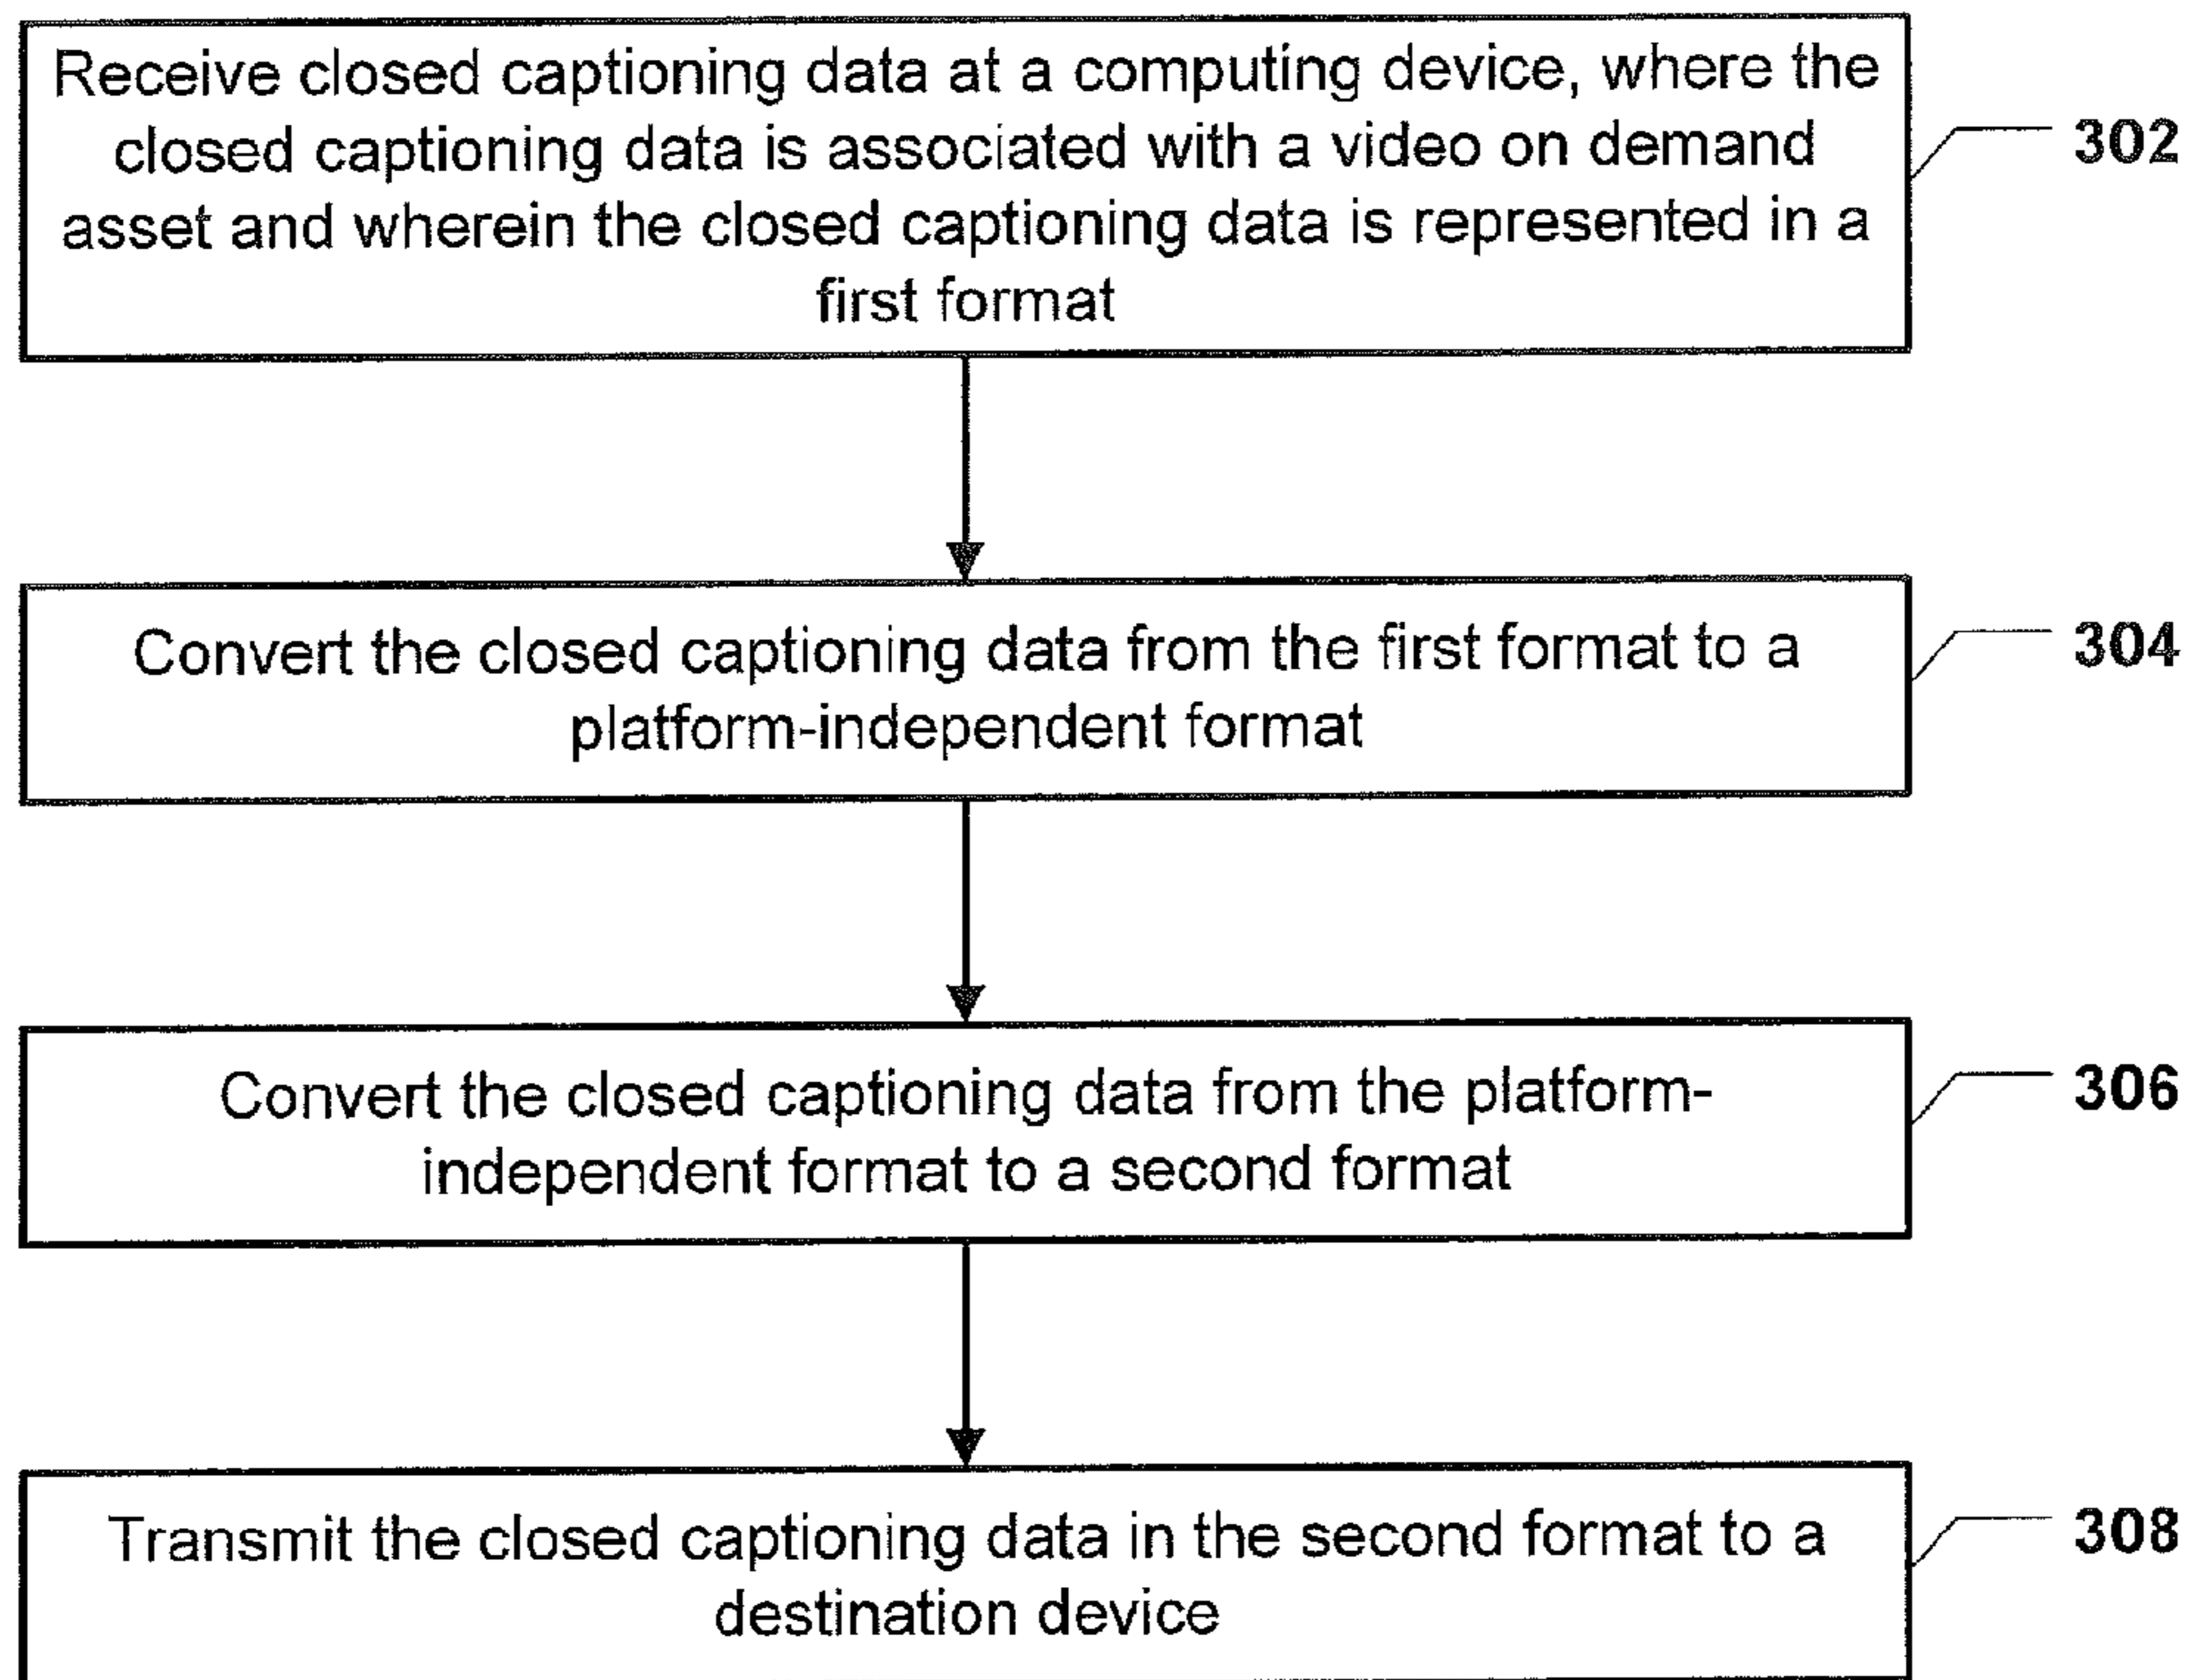 Receive closed captioning data at a computing device, where the
closed captioning data is associated with a video on demand
asset and wherein the closed captioning data is represented in a
first format
302
Convert the closed captioning data from the first format to a
platform-independent format
304
Convert the closed captioning data from the platform-
independent format to a second format
306
Transmit the closed captioning data in the second format to a
destination device
308